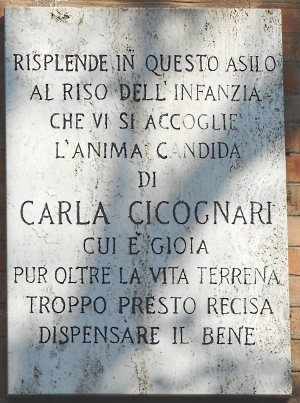 RISPLENDE IN QUESTO ASILO
AL RISO DELL'INFANZIA
CHE VI SI ACCOGLIE
L'ANIMA CANDIDA
DI
CARLA CICOGNARI
CUI È GIOIA
PUR OLTRE LA VITA TERRENA
TROPPO PRESTO RECISA
DISPENSARE IL BENE